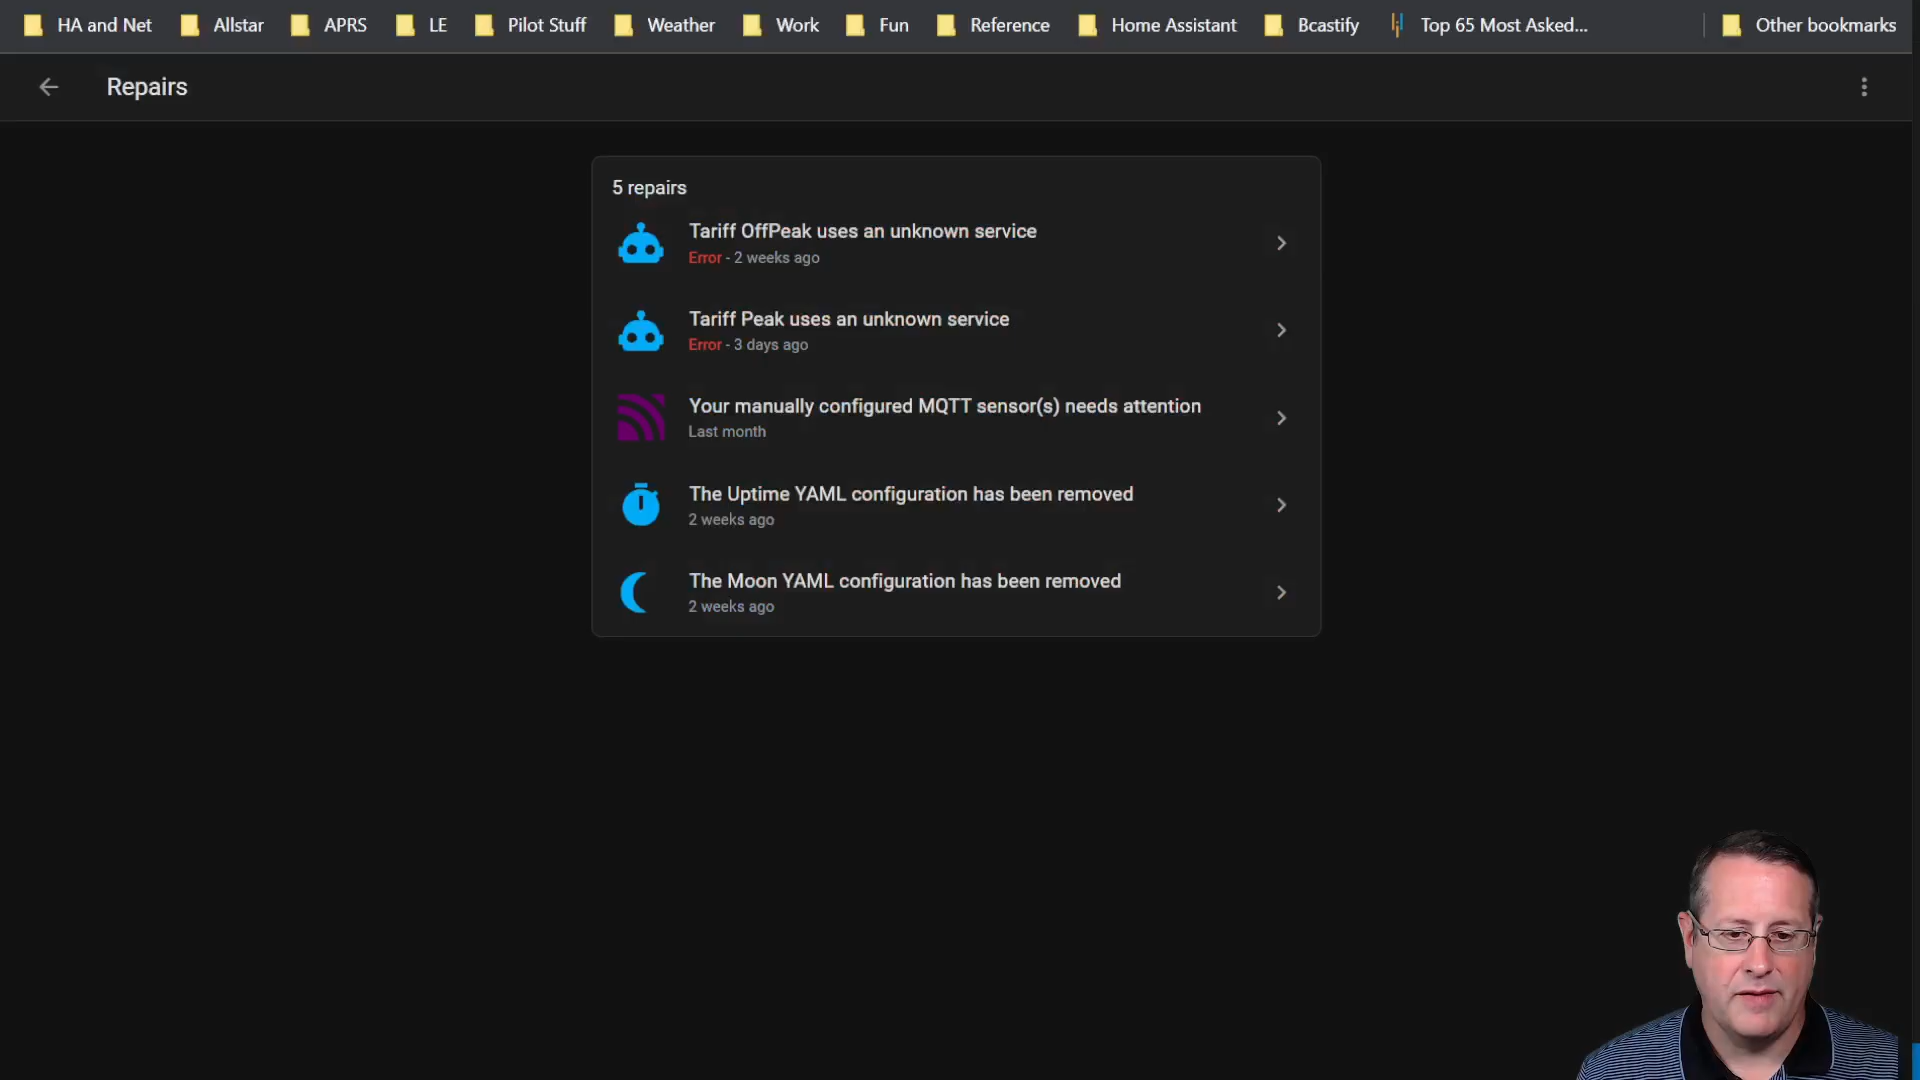 HA and Net Allstar APRS LE Pilot Stuff Weather Work Fun Reference Home Assistant Bcastify Top 65 Most Asked... Other bookmarks
Repairs
5 repairs
Tariff OffPeak uses an unknown service
Error - 2 weeks ago
Tariff Peak uses an unknown service
Error - 3 days ago
Your manually configured MQTT sensor(s) needs attention
Last month
The Uptime YAML configuration has been removed
2 weeks ago
The Moon YAML configuration has been removed
2 weeks ago